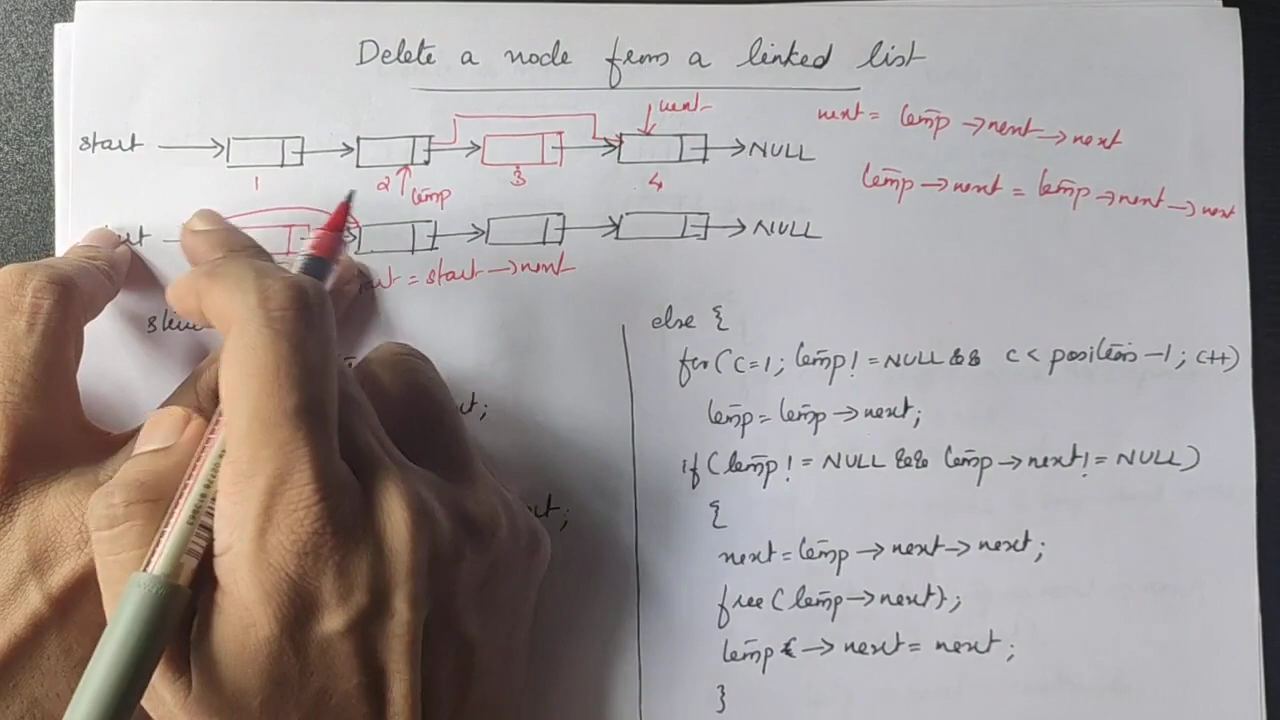 Delete a node from a linked list
next
start → → → → NULL
1 2 3 4
temp
next = temp → next → next
temp → next = temp → next → next
→ → → NULL
= start → next
else {
for (C=1; temp != NULL && c < position -1; c++)
temp = temp → next;
if (temp != NULL && temp → next != NULL)
{
next = temp → next → next;
free (temp → next);
temp → next = next;
}